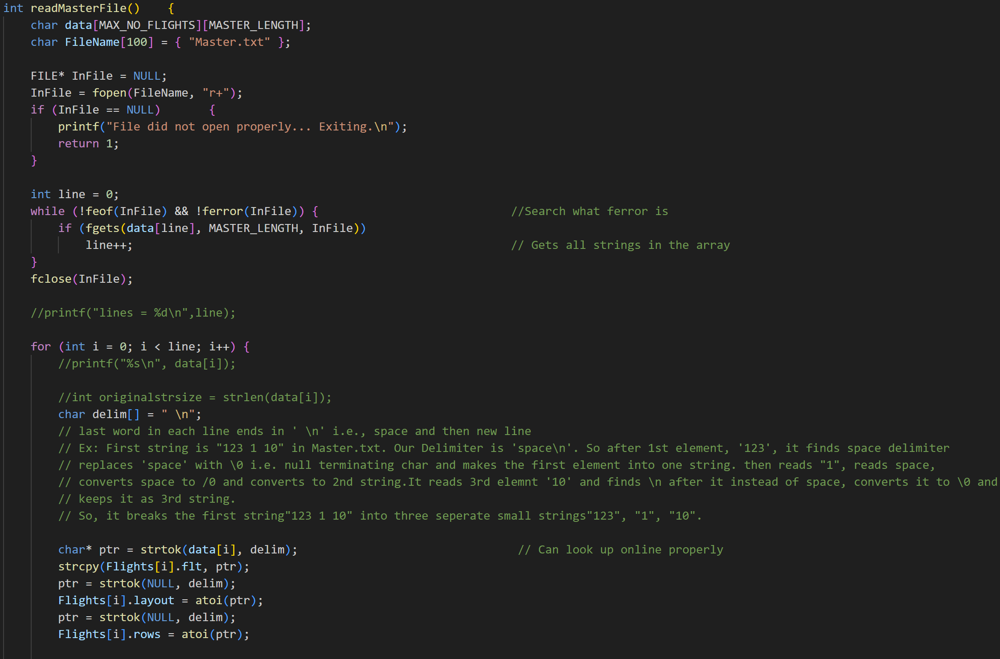 int readMasterFile()    {
    char data[MAX_NO_FLIGHTS][MASTER_LENGTH];
    char FileName[100] = { "Master.txt" };

    FILE* InFile = NULL;
    InFile = fopen(FileName, "r+");
    if (InFile == NULL)       {
        printf("File did not open properly... Exiting.\n");
        return 1;
    }

    int line = 0;
    while (!feof(InFile) && !ferror(InFile)) {                            //Search what ferror is
        if (fgets(data[line], MASTER_LENGTH, InFile))
            line++;                                                       // Gets all strings in the array
    }
    fclose(InFile);

    //printf("lines = %d\n",line);

    for (int i = 0; i < line; i++) {
        //printf("%s\n", data[i]);

        //int originalstrsize = strlen(data[i]);
        char delim[] = " \n";
        // last word in each line ends in ' \n' i.e., space and then new line
        // Ex: First string is "123 1 10" in Master.txt. Our Delimiter is 'space\n'. So after 1st element, '123', it finds space delimiter
        // replaces 'space' with \0 i.e. null terminating char and makes the first element into one string. then reads "1", reads space,
        // converts space to /0 and converts to 2nd string.It reads 3rd elemnt '10' and finds \n after it instead of space, converts it to \0 and
        // keeps it as 3rd string.
        // So, it breaks the first string"123 1 10" into three seperate small strings"123", "1", "10".

        char* ptr = strtok(data[i], delim);                                // Can look up online properly
        strcpy(Flights[i].flt, ptr);
        ptr = strtok(NULL, delim);
        Flights[i].layout = atoi(ptr);
        ptr = strtok(NULL, delim);
        Flights[i].rows = atoi(ptr);